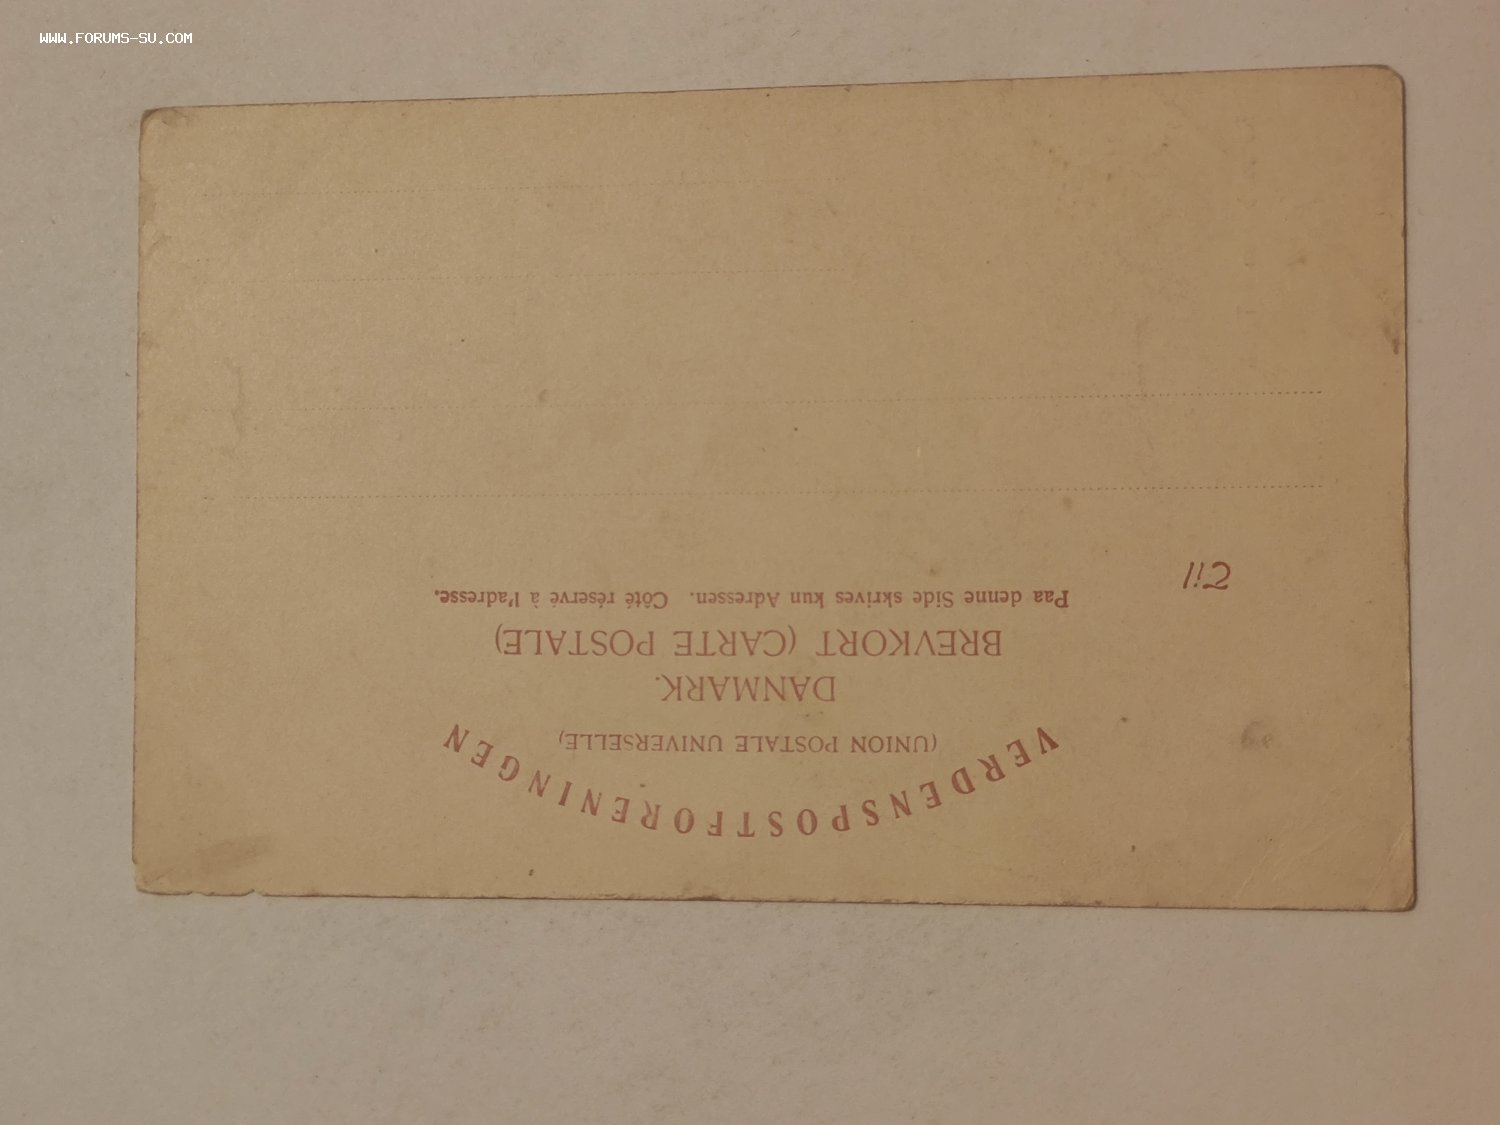 WWW.FORUMS-SU.COM
VERDENSPOSTFORENINGEN
(UNION POSTALE UNIVERSELLE)
DANMARK.
BREVKORT (CARTE POSTALE)
Paa denne Side skrives kun Adressen. Côté réservé à l'adresse.
Til